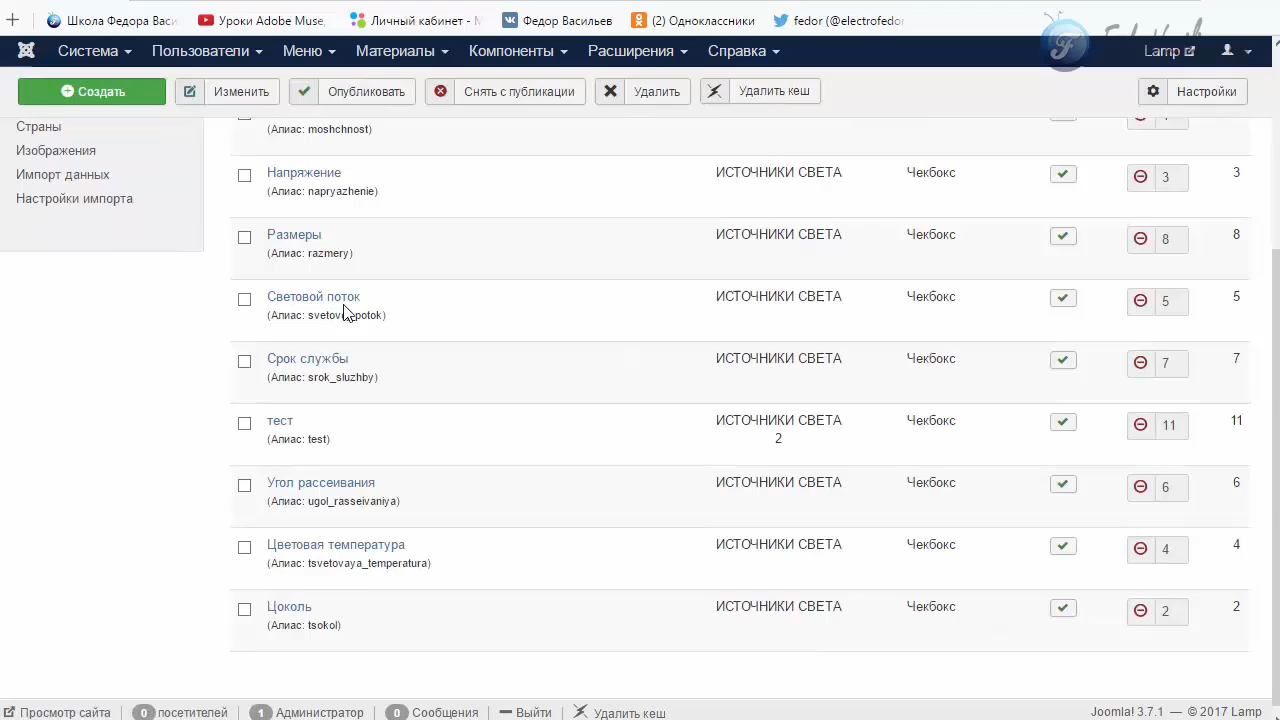 Школа Федора Васи
Уроки Adobe Muse,
Личный кабинет - М
Федор Васильев
(2) Одноклассники
fedor (@electrofedor
Система
Пользователи
Меню
Материалы
Компоненты
Расширения
Справка
Lamp
Создать
Изменить
Опубликовать
Снять с публикации
Удалить
Удалить кеш
Настройки
Страны
Изображения
Импорт данных
Настройки импорта
(Алиас: moshchnost)
Напряжение ИСТОЧНИКИ СВЕТА Чекбокс 3 3
(Алиас: napryazhenie)
Размеры ИСТОЧНИКИ СВЕТА Чекбокс 8 8
(Алиас: razmery)
Световой поток ИСТОЧНИКИ СВЕТА Чекбокс 5 5
(Алиас: svetovoj_potok)
Срок службы ИСТОЧНИКИ СВЕТА Чекбокс 7 7
(Алиас: srok_sluzhby)
тест ИСТОЧНИКИ СВЕТА Чекбокс 11 11
(Алиас: test) 2
Угол рассеивания ИСТОЧНИКИ СВЕТА Чекбокс 6 6
(Алиас: ugol_rasseivaniya)
Цветовая температура ИСТОЧНИКИ СВЕТА Чекбокс 4 4
(Алиас: tsvetovaya_temperatura)
Цоколь ИСТОЧНИКИ СВЕТА Чекбокс 2 2
(Алиас: tsokol)
Просмотр сайта
0 посетителей
1 Администратор
0 Сообщения
Выйти
Удалить кеш
Joomla! 3.7.1 — © 2017 Lamp